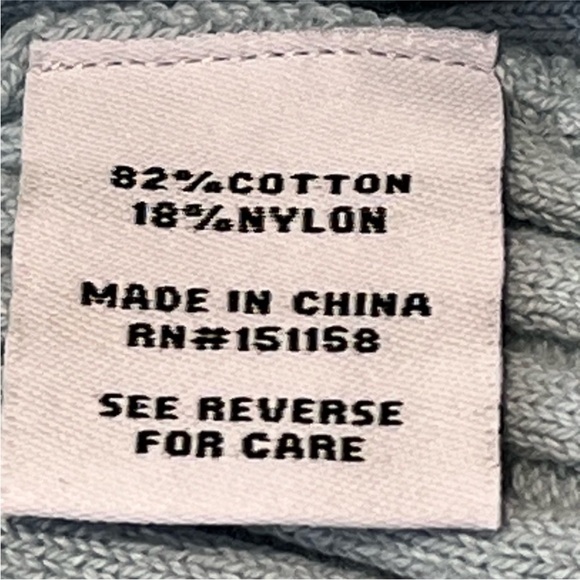 82%COTTON
18%NYLON
MADE IN CHINA
RN#151158
SEE REVERSE
FOR CARE